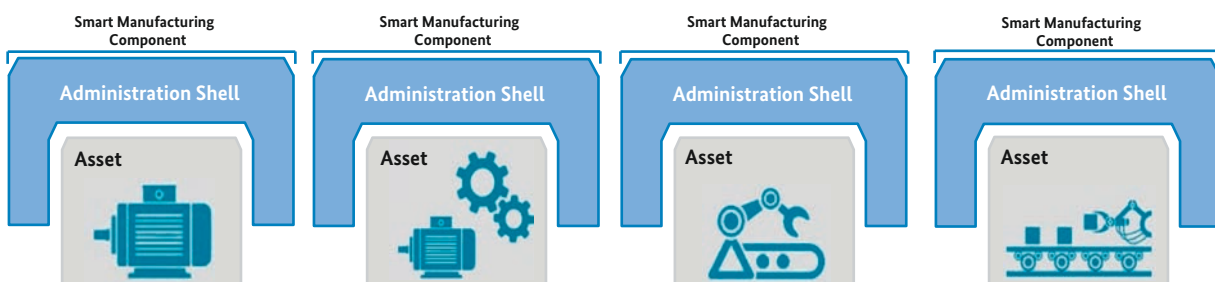 Smart Manufacturing
Component
Administration Shell
Asset
Smart Manufacturing
Component
Administration Shell
Asset
Smart Manufacturing
Component
Administration Shell
Asset
Smart Manufacturing
Component
Administration Shell
Asset